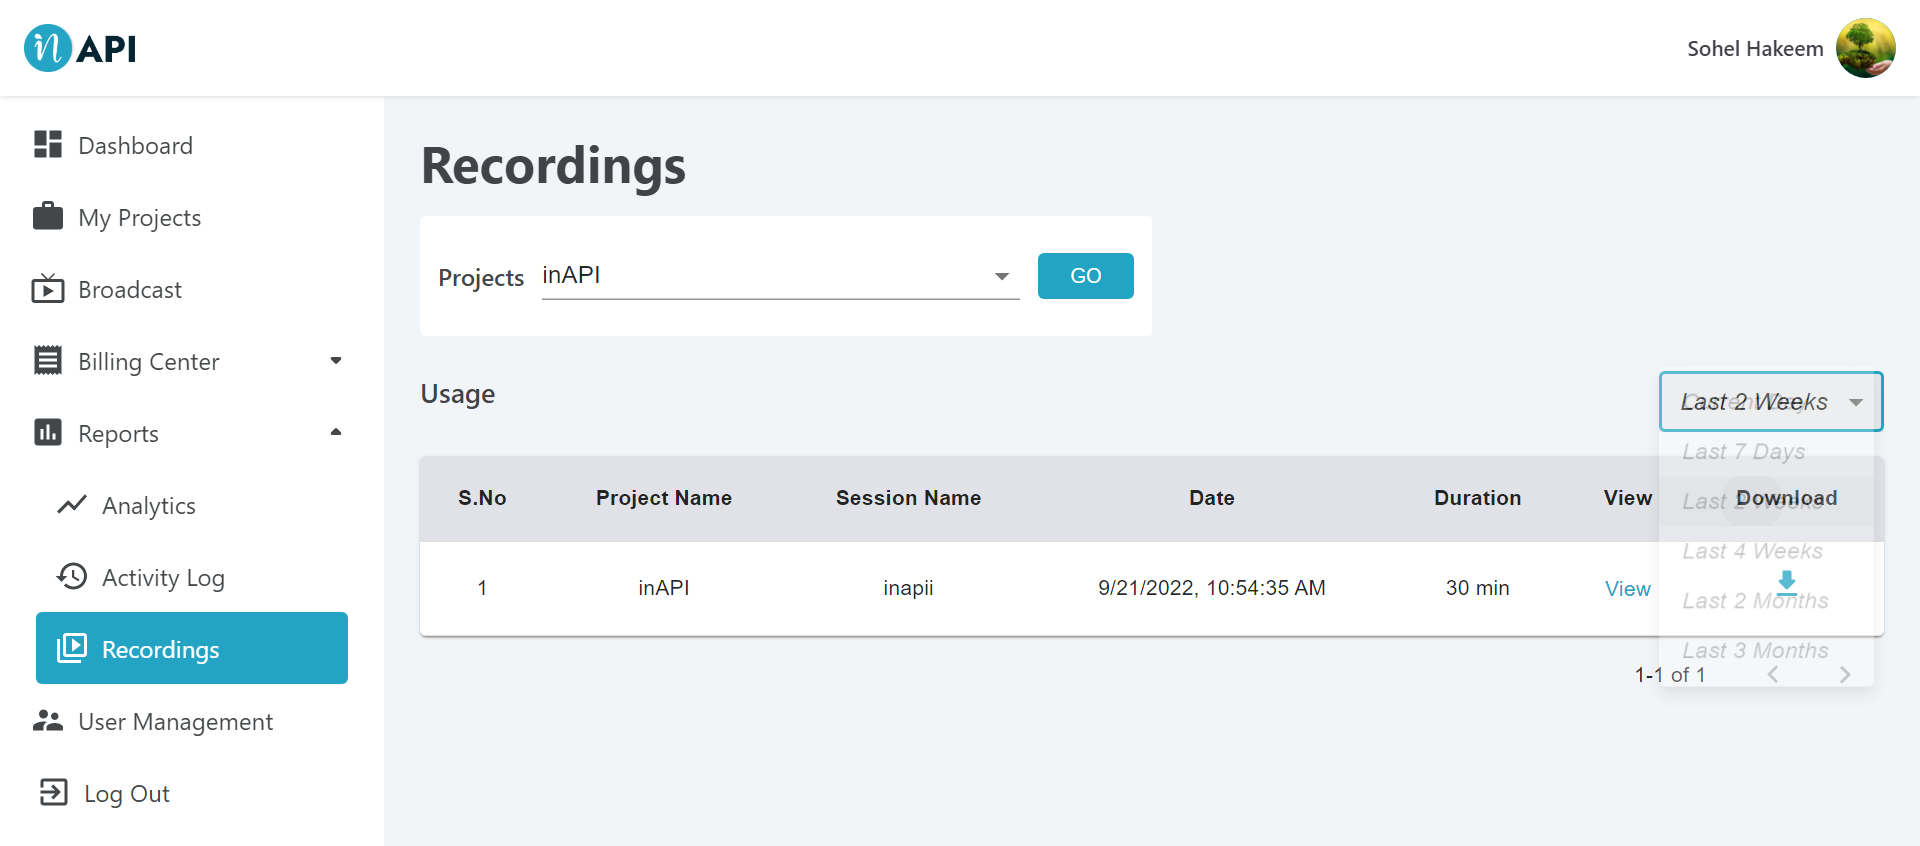 in API
Sohel Hakeem
Dashboard
My Projects
Broadcast
Billing Center
Reports
Analytics
Activity Log
Recordings
User Management
Log Out
Recordings
Projects inAPI GO
Usage
Last 2 Weeks
Current Day
Last 7 Days
Last 2 Weeks
Last 4 Weeks
Last 2 Months
Last 3 Months
S.No Project Name Session Name Date Duration View Download
1 inAPI inapii 9/21/2022, 10:54:35 AM 30 min View
1-1 of 1